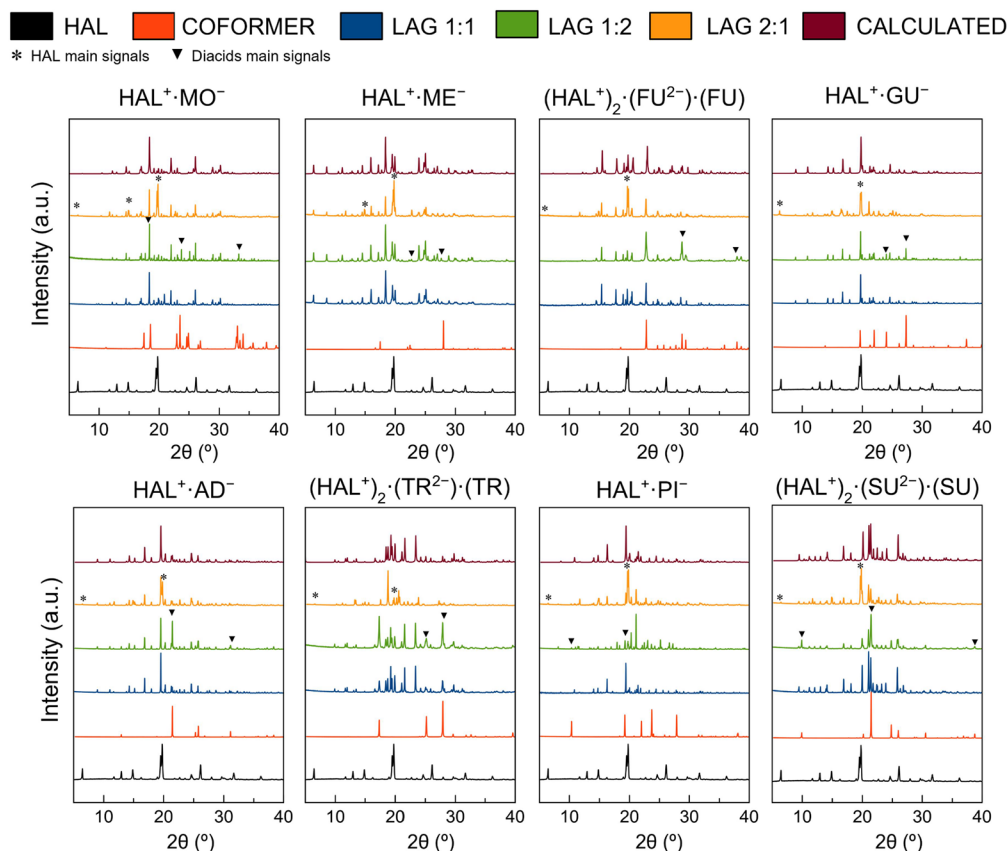 HAL COFORMER LAG 1:1 LAG 1:2 LAG 2:1 CALCULATED
* HAL main signals ▼ Diacids main signals
HAL⁺·MO⁻ HAL⁺·ME⁻ (HAL⁺)₂·(FU²⁻)·(FU) HAL⁺·GU⁻
Intensity (a.u.)
10 20 30 40 10 20 30 40 10 20 30 40 10 20 30 40
2θ (º) 2θ (º) 2θ (º) 2θ (º)
HAL⁺·AD⁻ (HAL⁺)₂·(TR²⁻)·(TR) HAL⁺·PI⁻ (HAL⁺)₂·(SU²⁻)·(SU)
Intensity (a.u.)
10 20 30 40 10 20 30 40 10 20 30 40 10 20 30 40
2θ (º) 2θ (º) 2θ (º) 2θ (º)